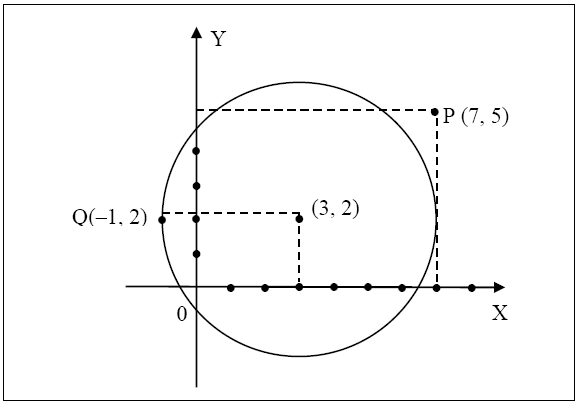 Y
P (7, 5)
Q(–1, 2)
(3, 2)
0
X